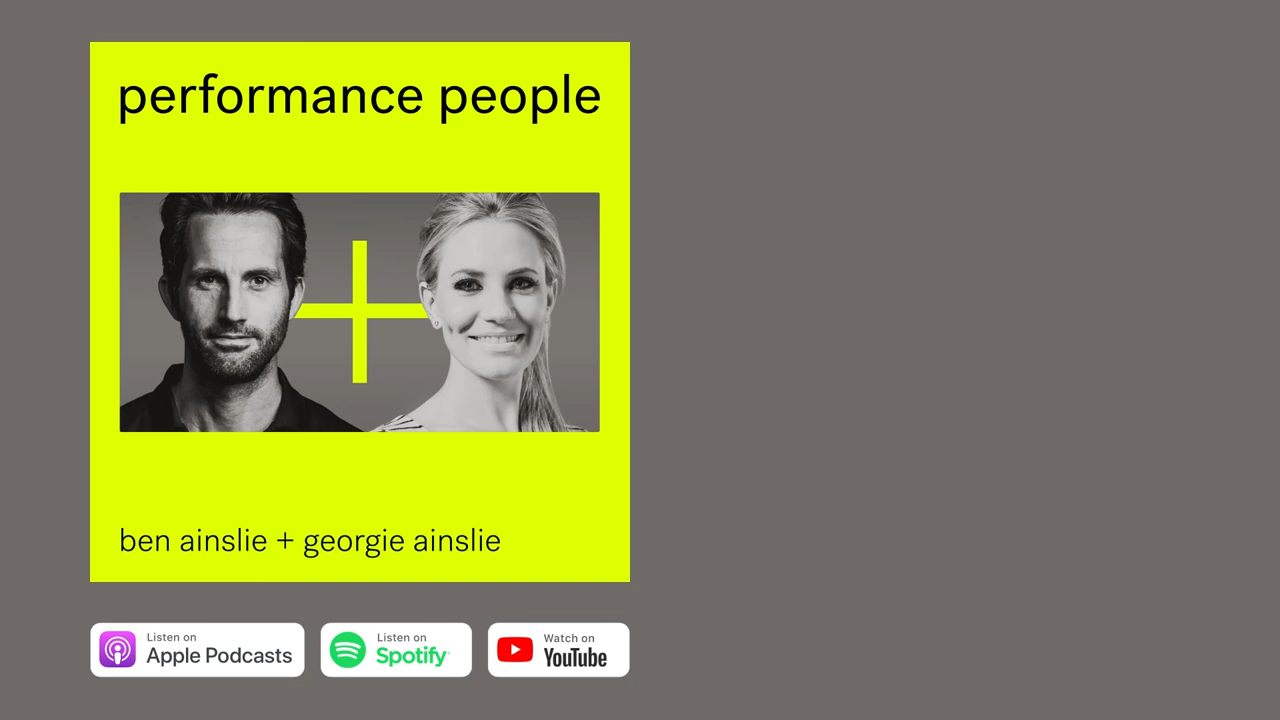 performance people
ben ainslie + georgie ainslie
Listen on
Apple Podcasts
Listen on
Spotify
Watch on
YouTube